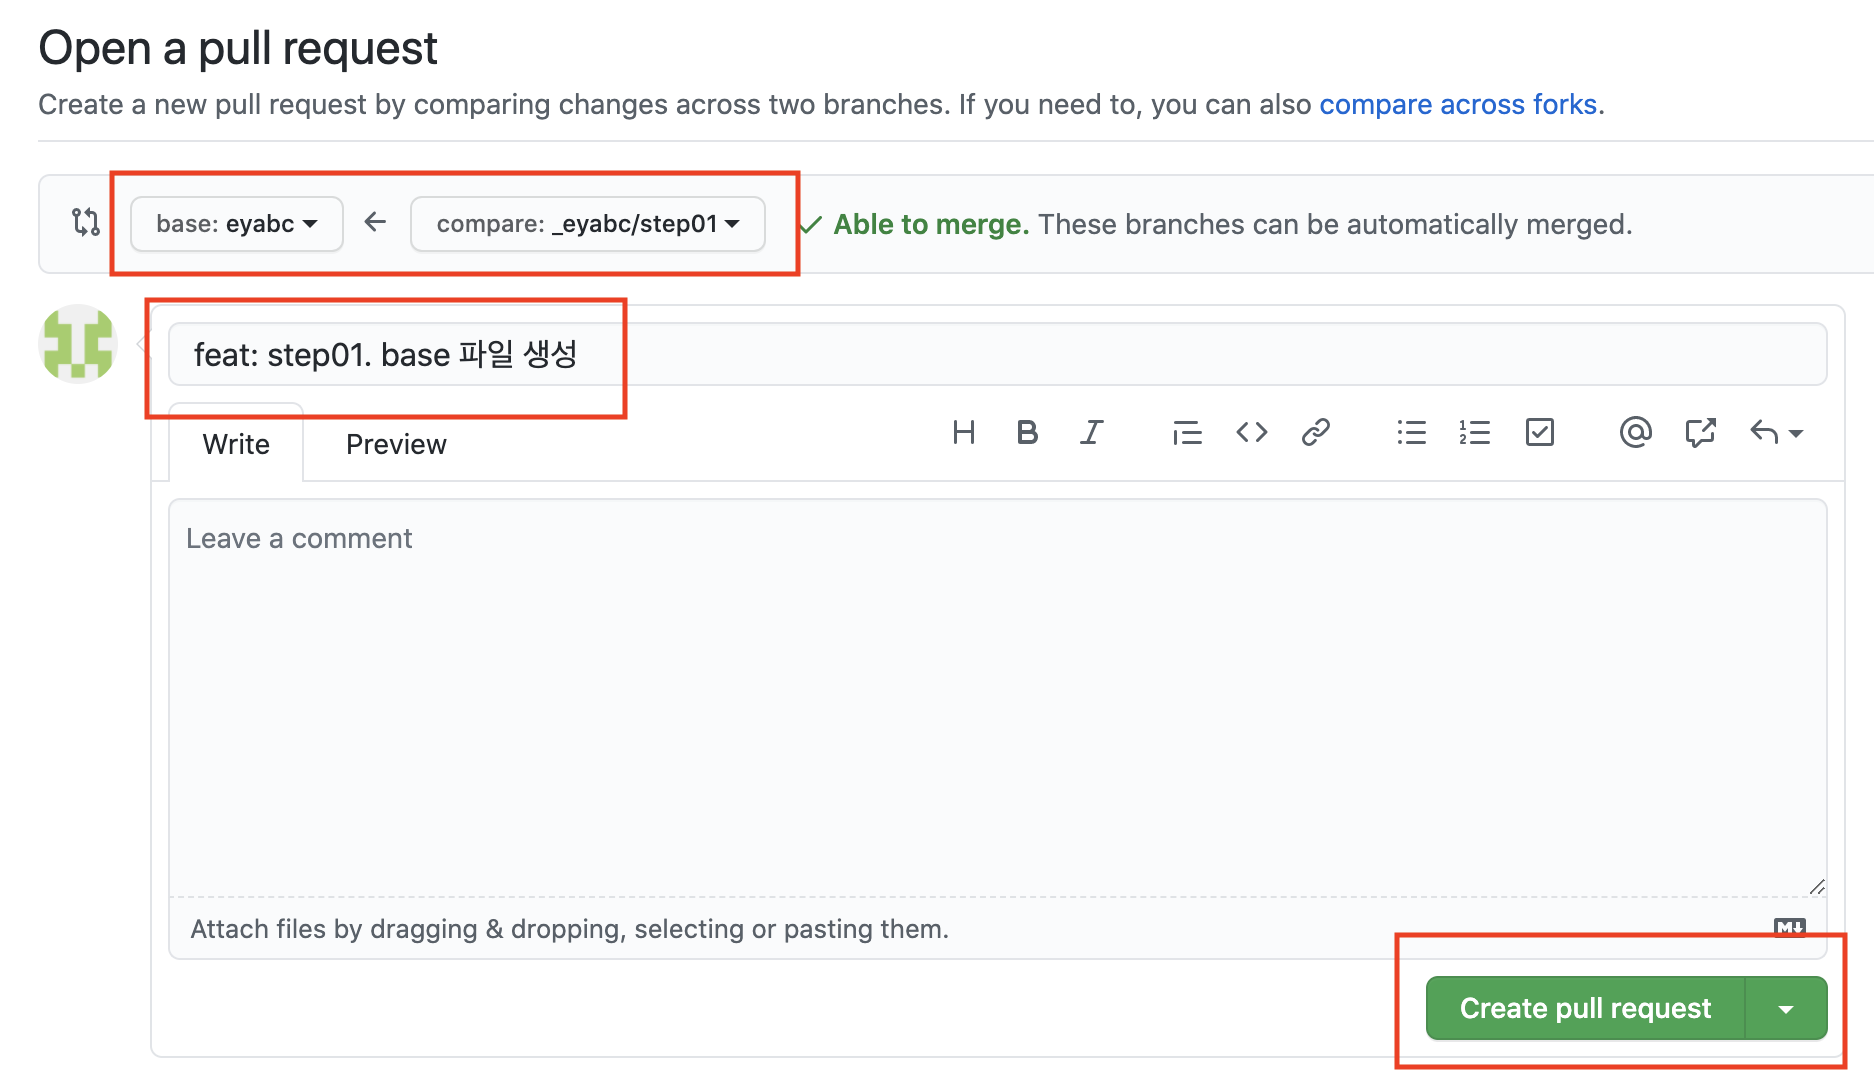 Open a pull request
Create a new pull request by comparing changes across two branches. If you need to, you can also compare across forks.
base: eyabc compare: _eyabc/step01 Able to merge. These branches can be automatically merged.
feat: step01. base 파일 생성
Write Preview
Leave a comment
Attach files by dragging & dropping, selecting or pasting them.
Create pull request